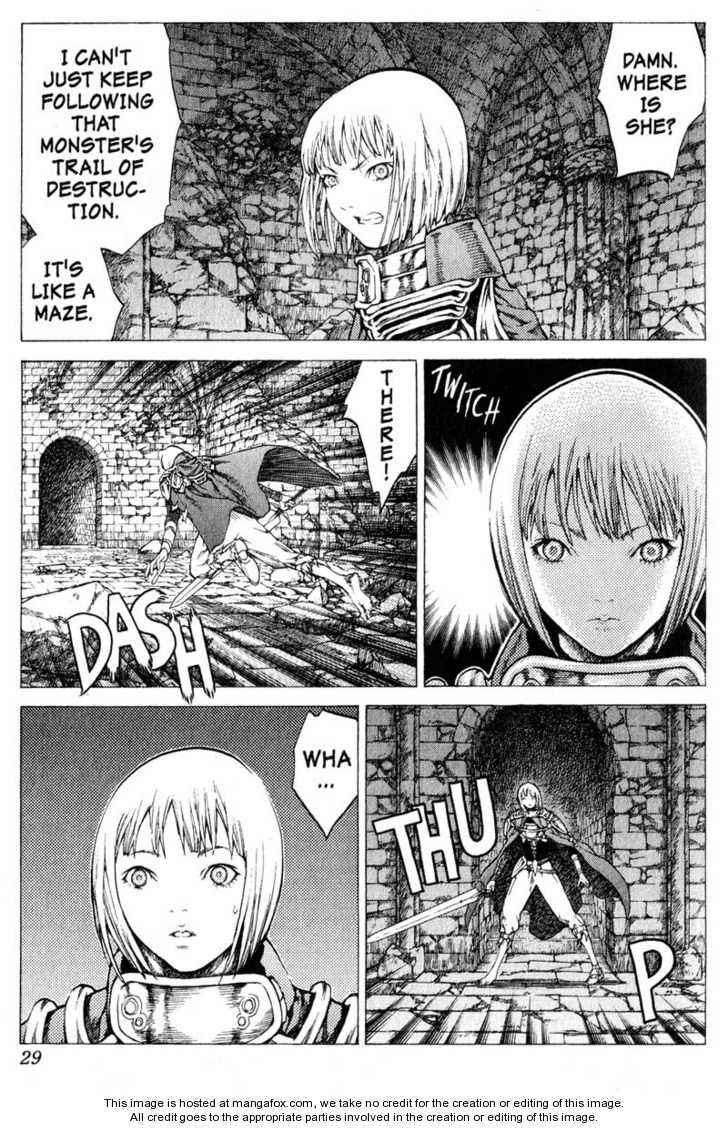 DAMN.
WHERE
IS
SHE?
I CAN'T
JUST KEEP
FOLLOWING
THAT
MONSTER'S
TRAIL OF
DESTRUC-
TION.
IT'S
LIKE A
MAZE.
TWITCH
THERE!
DASH
THU
P
WHA
...
29
This image is hosted at mangafox.com, we take no credit for the creation or editing of this image.
All credit goes to the appropriate parties involved in the creation or editing of this image.